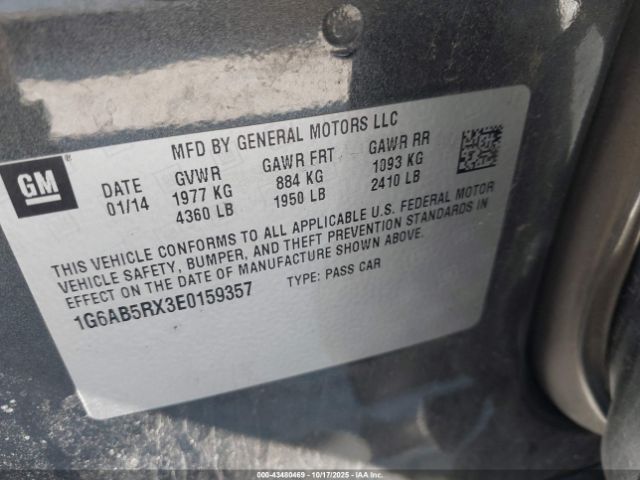 MFD BY GENERAL MOTORS LLC
GM ®
DATE GVWR GAWR FRT GAWR RR
01/14 1977 KG 884 KG 1093 KG
4360 LB 1950 LB 2410 LB
THIS VEHICLE CONFORMS TO ALL APPLICABLE U.S. FEDERAL MOTOR
VEHICLE SAFETY, BUMPER, AND THEFT PREVENTION STANDARDS IN
EFFECT ON THE DATE OF MANUFACTURE SHOWN ABOVE.
1G6AB5RX3E0159357 TYPE: PASS CAR
000-43480469 | 10/17/2025 - COPYRIGHT IAA, LLC.